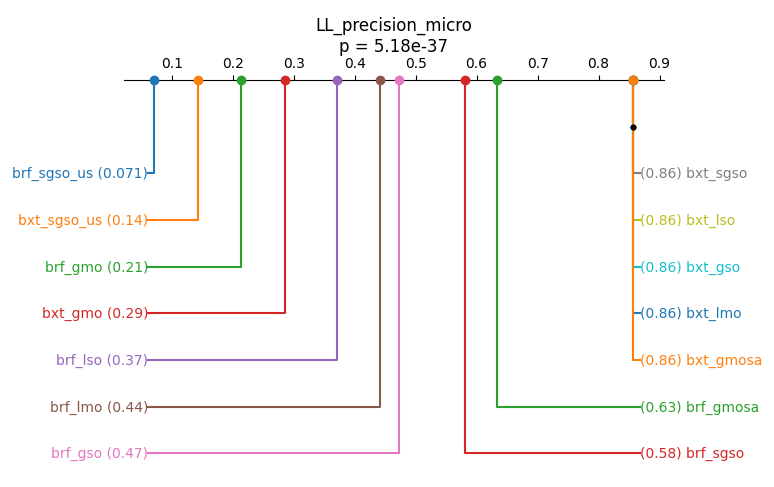 LL_precision_micro
p = 5.18e-37
0.1 0.2 0.3 0.4 0.5 0.6 0.7 0.8 0.9
brf_sgso_us (0.071)
bxt_sgso_us (0.14)
brf_gmo (0.21)
bxt_gmo (0.29)
brf_lso (0.37)
brf_lmo (0.44)
brf_gso (0.47)
(0.86) bxt_sgso
(0.86) bxt_lso
(0.86) bxt_gso
(0.86) bxt_lmo
(0.86) bxt_gmosa
(0.63) brf_gmosa
(0.58) brf_sgso